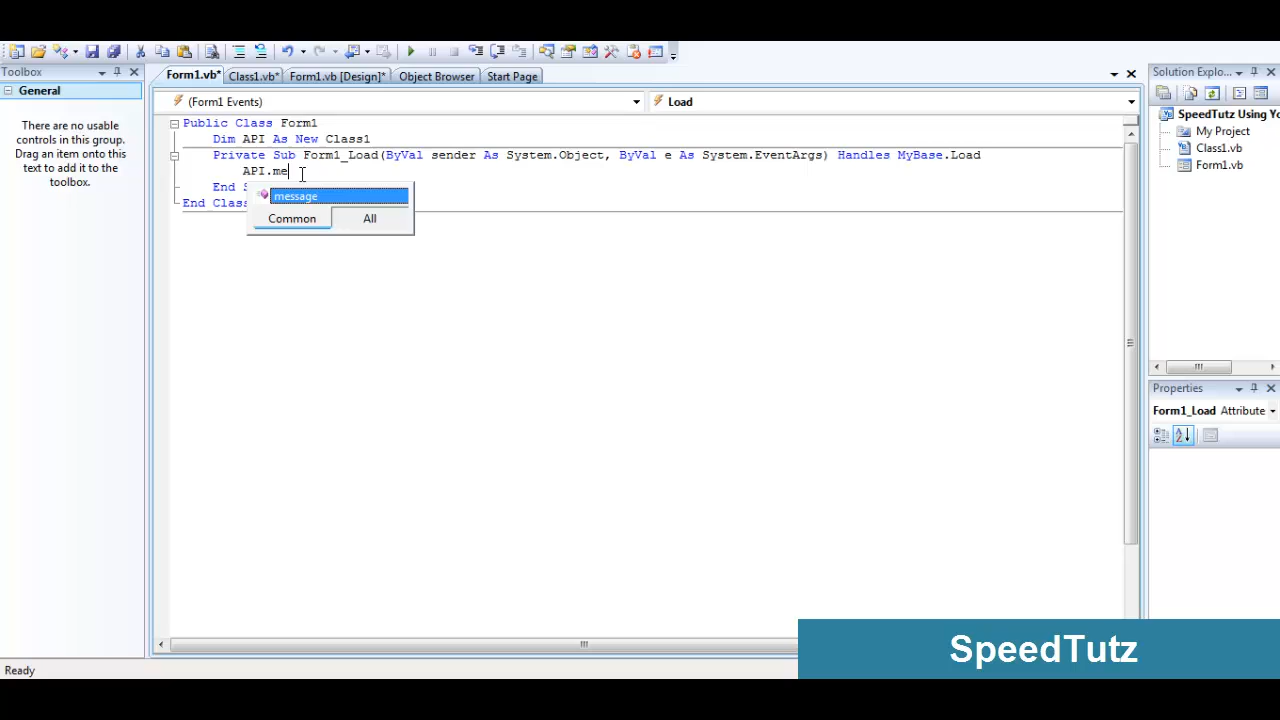 Toolbox
General
There are no usable
controls in this group.
Drag an item onto this
text to add it to the
toolbox.
Form1.vb* Class1.vb* Form1.vb [Design]* Object Browser Start Page
(Form1 Events) Load
Public Class Form1
Dim API As New Class1
Private Sub Form1_Load(ByVal sender As System.Object, ByVal e As System.EventArgs) Handles MyBase.Load
API.me
End S
End Class
message
Common All
Solution Explo...
SpeedTutz Using Yo
My Project
Class1.vb
Form1.vb
Properties
Form1_Load Attribute
SpeedTutz
Ready